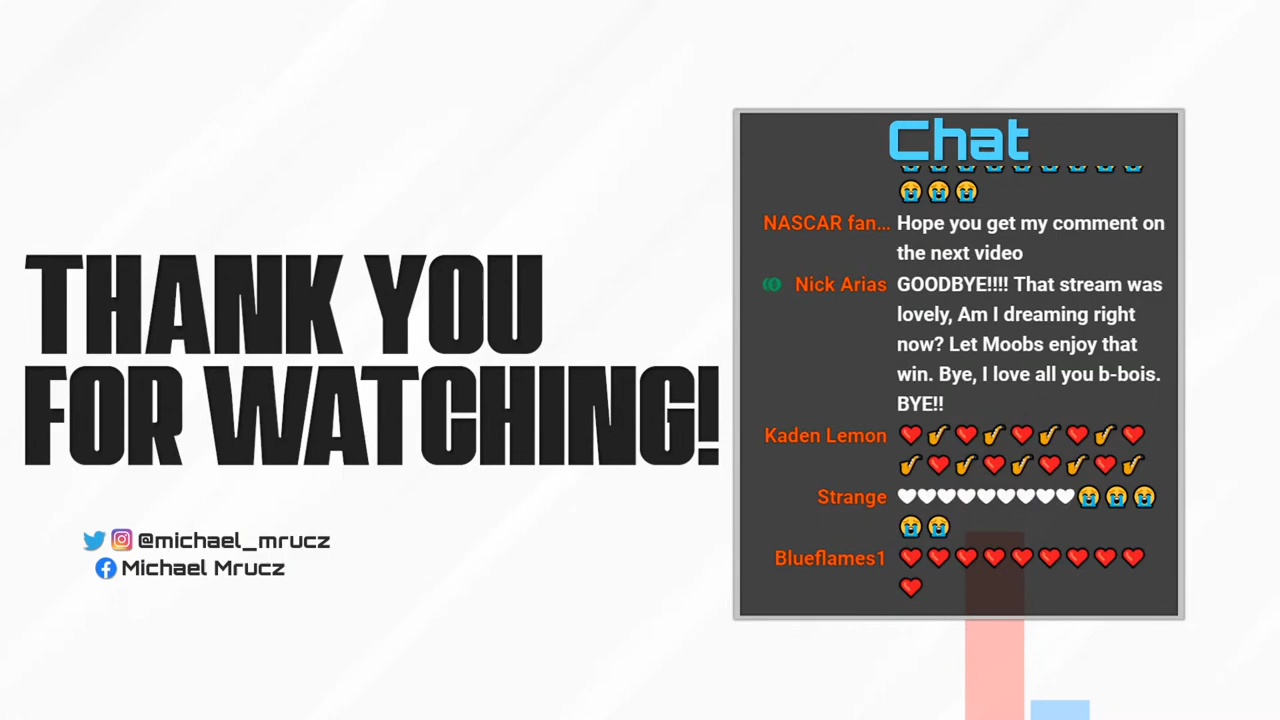 THANK YOU
FOR WATCHING!
@michael_mrucz
Michael Mrucz
Chat
😭😭😭
NASCAR fan... Hope you get my comment on
the next video
Nick Arias GOODBYE!!!! That stream was
lovely, Am I dreaming right
now? Let Moobs enjoy that
win. Bye, I love all you b-bois.
BYE!!
Kaden Lemon
Strange
Blueflames1